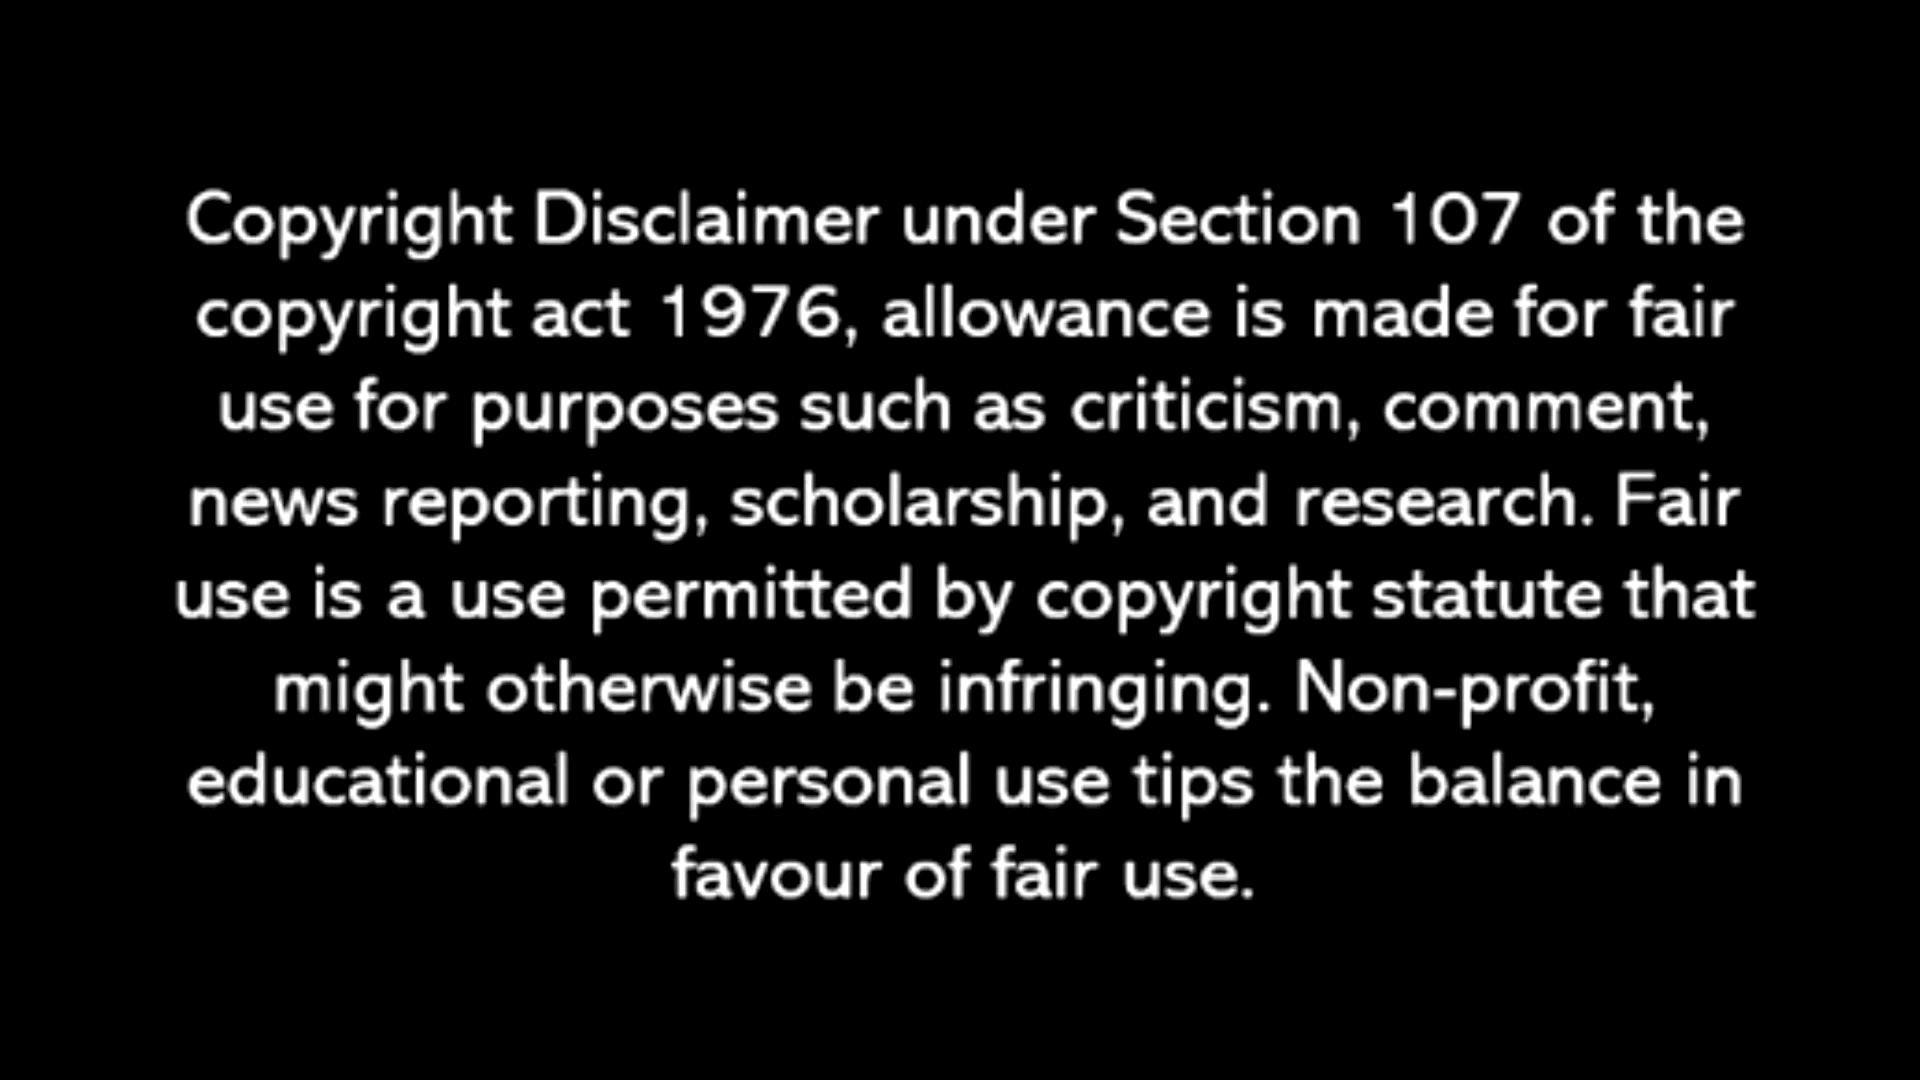 Copyright Disclaimer under Section 107 of the
copyright act 1976, allowance is made for fair
use for purposes such as criticism, comment,
news reporting, scholarship, and research. Fair
use is a use permitted by copyright statute that
might otherwise be infringing. Non-profit,
educational or personal use tips the balance in
favour of fair use.